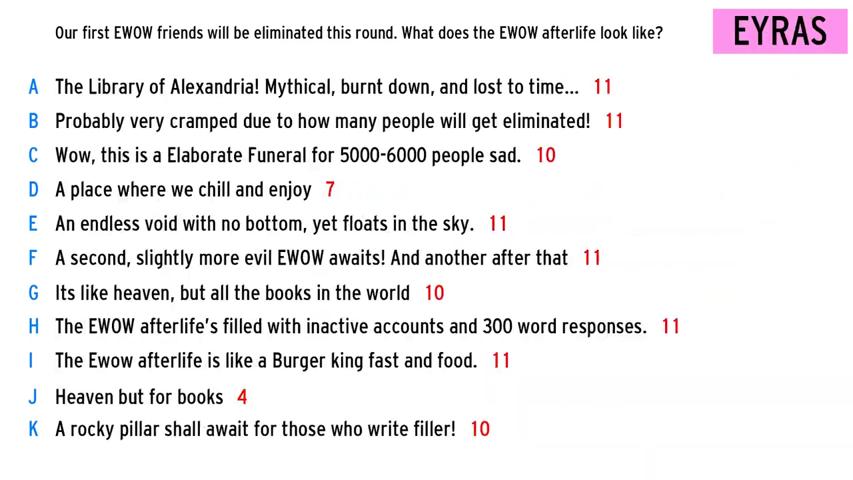 Our first EWOW friends will be eliminated this round. What does the EWOW afterlife look like?
EYRAS
A The Library of Alexandria! Mythical, burnt down, and lost to time... 11
B Probably very cramped due to how many people will get eliminated! 11
C Wow, this is a Elaborate Funeral for 5000-6000 people sad. 10
D A place where we chill and enjoy 7
E An endless void with no bottom, yet floats in the sky. 11
F A second, slightly more evil EWOW awaits! And another after that 11
G Its like heaven, but all the books in the world 10
H The EWOW afterlife's filled with inactive accounts and 300 word responses. 11
I The Ewow afterlife is like a Burger king fast and food. 11
J Heaven but for books 4
K A rocky pillar shall await for those who write filler! 10